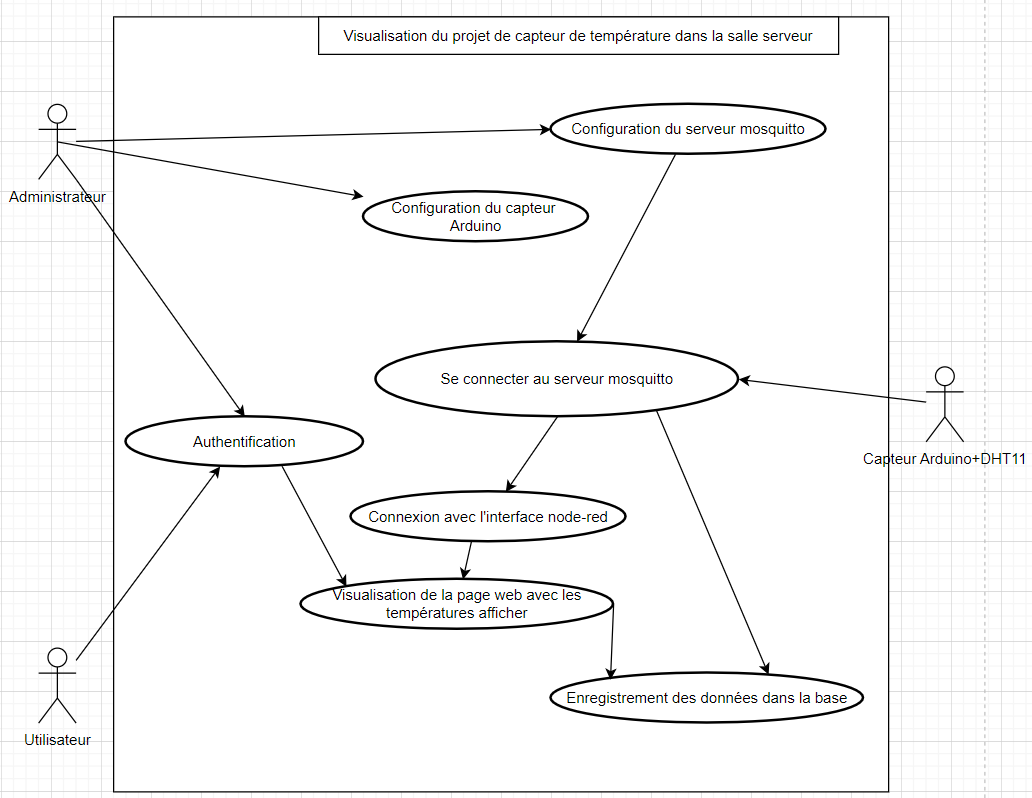 Visualisation du projet de capteur de température dans la salle serveur
Configuration du serveur mosquitto
Administrateur
Configuration du capteur
Arduino
Se connecter au serveur mosquitto
Authentification
Capteur Arduino+DHT11
Connexion avec l'interface node-red
Visualisation de la page web avec les
températures afficher
Enregistrement des données dans la base
Utilisateur